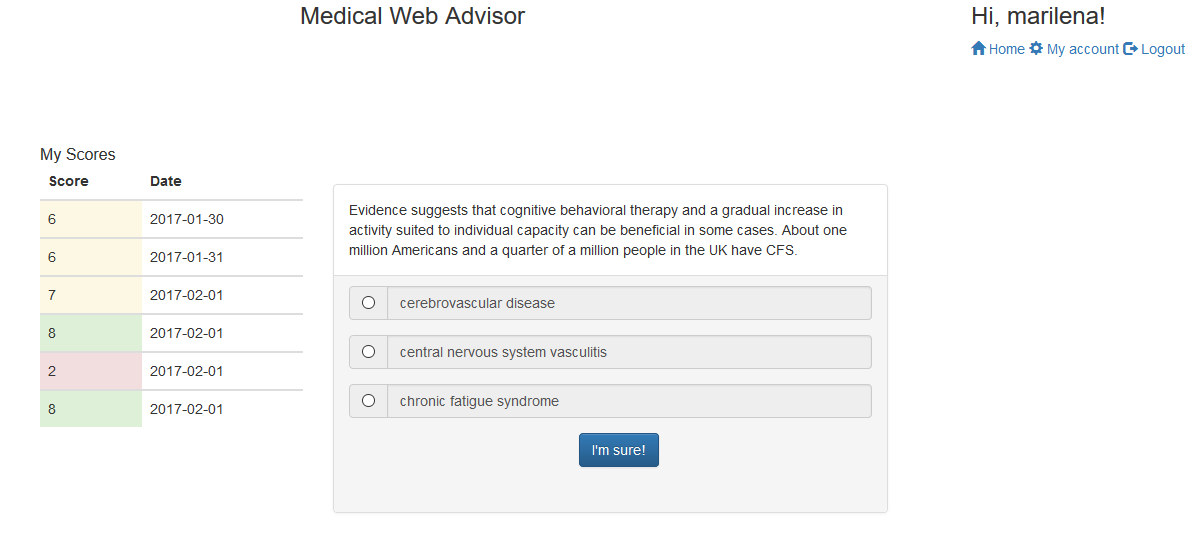 Medical Web Advisor
Hi, marilena!
Home My account Logout
My Scores
Score Date
6 2017-01-30
6 2017-01-31
7 2017-02-01
8 2017-02-01
2 2017-02-01
8 2017-02-01
Evidence suggests that cognitive behavioral therapy and a gradual increase in
activity suited to individual capacity can be beneficial in some cases. About one
million Americans and a quarter of a million people in the UK have CFS.
cerebrovascular disease
central nervous system vasculitis
chronic fatigue syndrome
I'm sure!